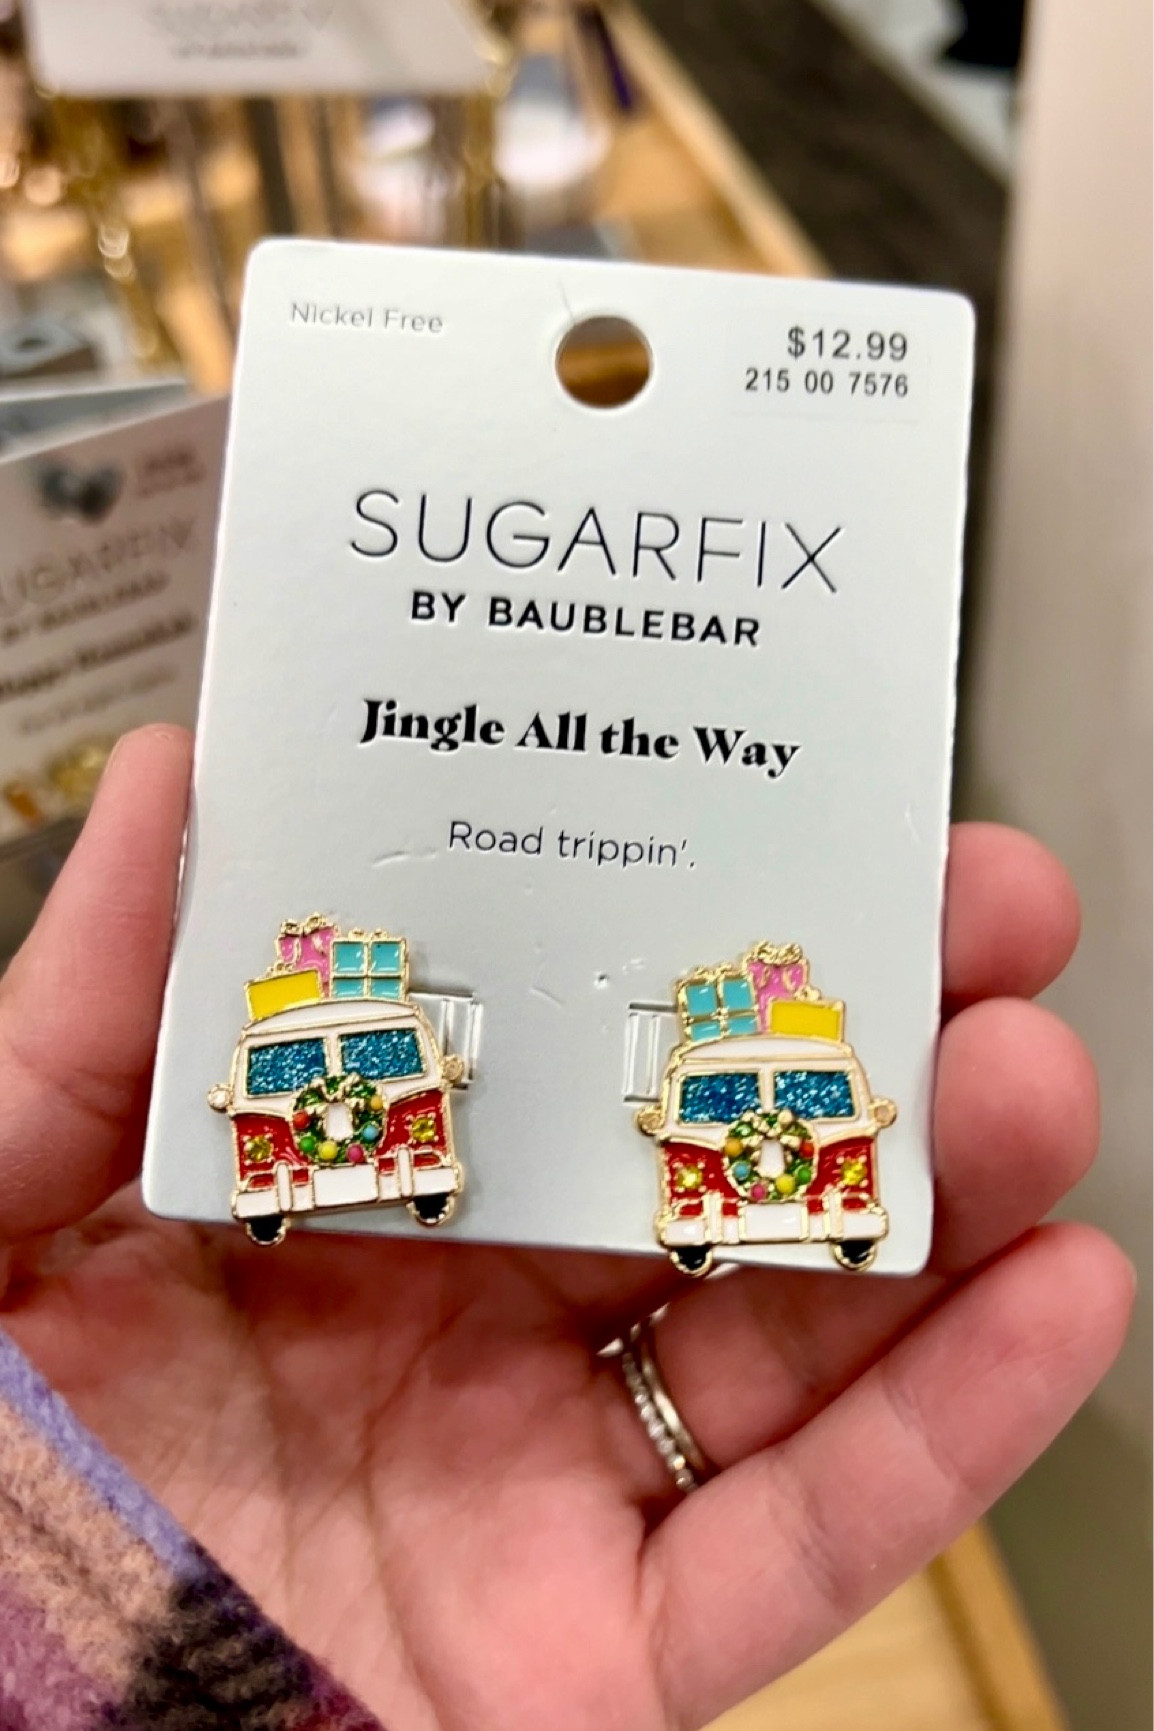 Nickel Free
$12.99
215 00 7576
SUGARFIX
BY BAUBLEBAR
Jingle All the Way
Road trippin'.